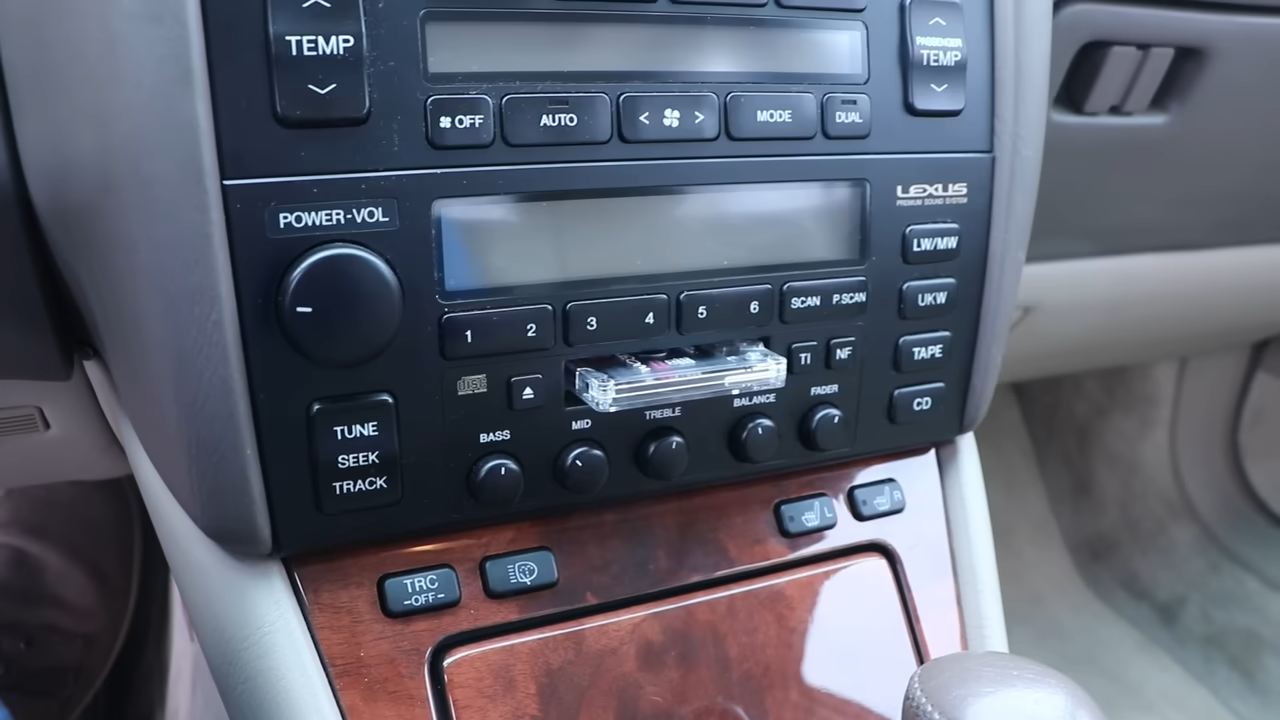 TEMP
PASSENGER
TEMP
OFF
AUTO
< >
MODE
DUAL
LEXUS
PREMIUM SOUND SYSTEM
POWER-VOL
LW/MW
1 2
3 4
5 6
SCAN P.SCAN
UKW
TI
NF
TAPE
disc
CD
TUNE
SEEK
TRACK
BASS
MID
TREBLE
BALANCE
FADER
L
R
TRC
-OFF-